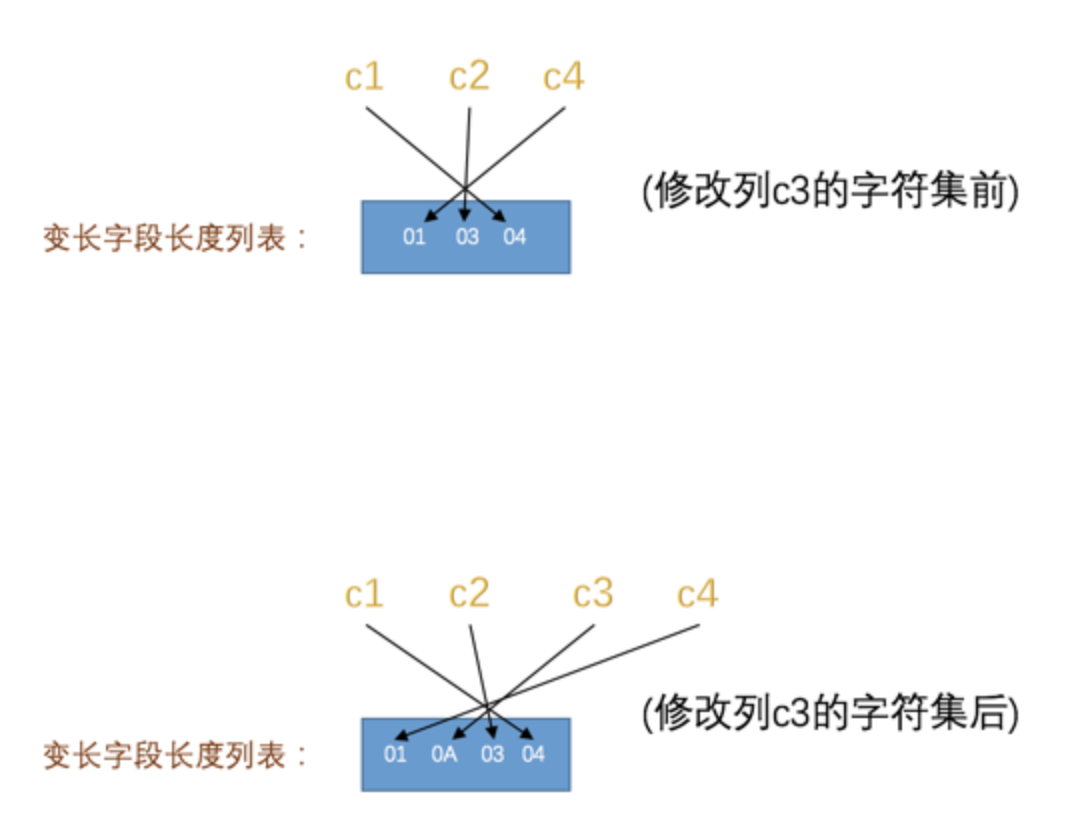 c1 c2 c4
(修改列c3的字符集前)
变长字段长度列表：
01 03 04
c1 c2 c3 c4
(修改列c3的字符集后)
变长字段长度列表：
01 0A 03 04